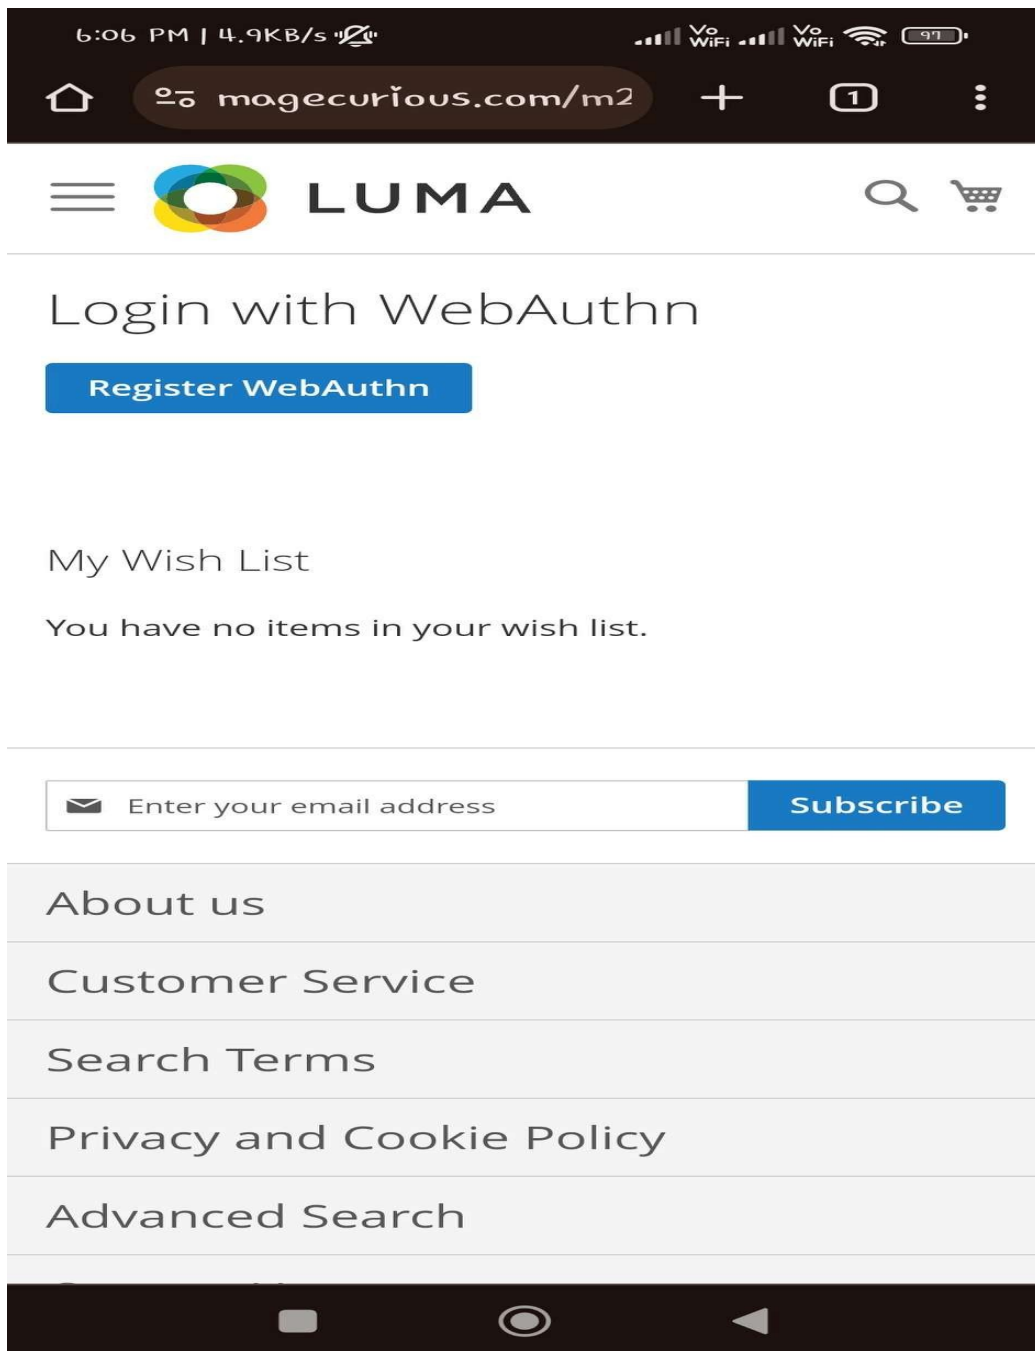 6:06 PM | 4.9KB/s Vo WiFi Vo WiFi 97
magecurious.com/m2 1
LUMA
Login with WebAuthn
Register WebAuthn
My Wish List
You have no items in your wish list.
Enter your email address Subscribe
About us
Customer Service
Search Terms
Privacy and Cookie Policy
Advanced Search